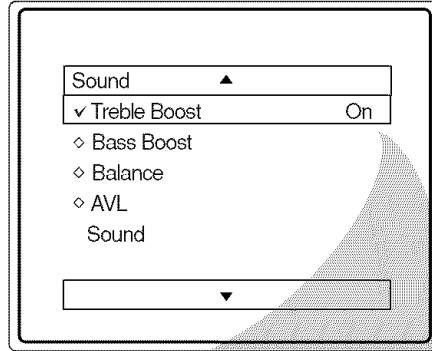 Sound ▲
✓ Treble Boost On
◇ Bass Boost
◇ Balance
◇ AVL
Sound
▼